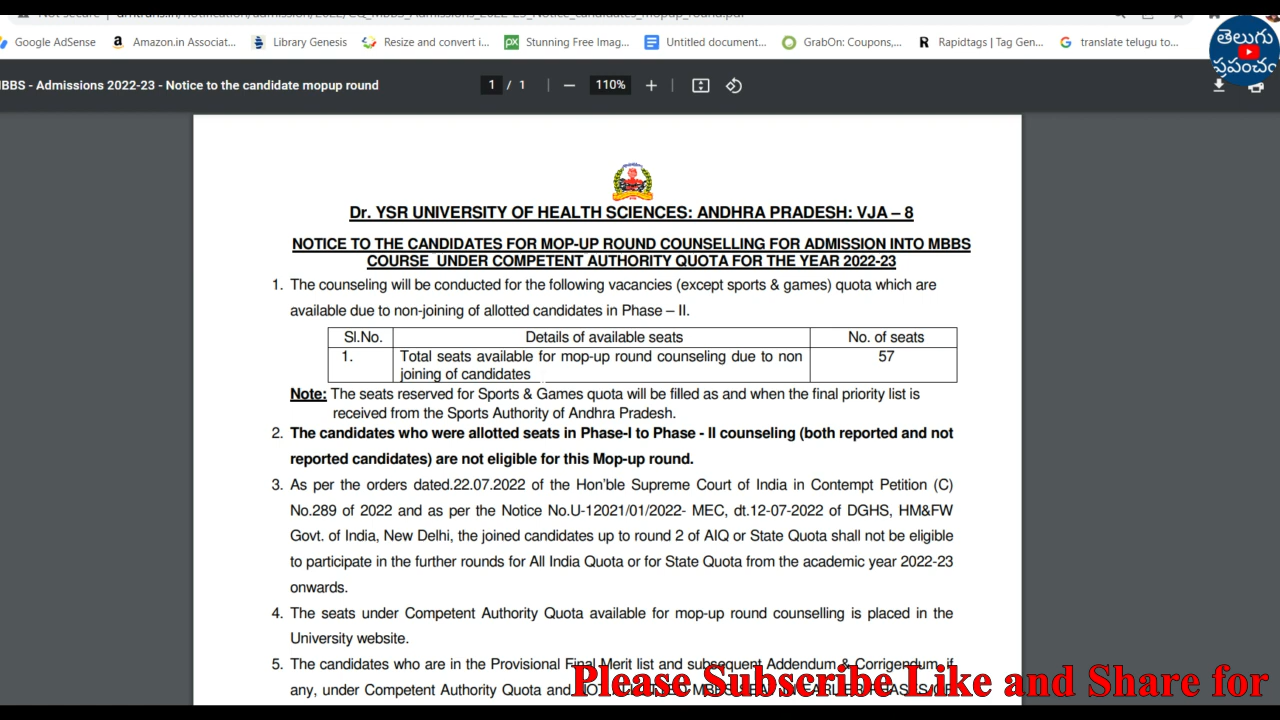 Google AdSense
Amazon.in Associat...
Library Genesis
Resize and convert i...
Stunning Free Imag...
Untitled document...
GrabOn: Coupons,...
Rapidtags | Tag Gen...
translate telugu to...
తెలుగు
ప్రపంచం
MBBS - Admissions 2022-23 - Notice to the candidate mopup round
1 / 1
110%
Dr. YSR UNIVERSITY OF HEALTH SCIENCES: ANDHRA PRADESH: VJA – 8
NOTICE TO THE CANDIDATES FOR MOP-UP ROUND COUNSELLING FOR ADMISSION INTO MBBS
COURSE UNDER COMPETENT AUTHORITY QUOTA FOR THE YEAR 2022-23
1. The counseling will be conducted for the following vacancies (except sports & games) quota which are
available due to non-joining of allotted candidates in Phase – II.
Sl.No. Details of available seats No. of seats
1. Total seats available for mop-up round counseling due to non 57
joining of candidates
Note: The seats reserved for Sports & Games quota will be filled as and when the final priority list is
received from the Sports Authority of Andhra Pradesh.
2. The candidates who were allotted seats in Phase-I to Phase - II counseling (both reported and not
reported candidates) are not eligible for this Mop-up round.
3. As per the orders dated.22.07.2022 of the Hon'ble Supreme Court of India in Contempt Petition (C)
No.289 of 2022 and as per the Notice No.U-12021/01/2022- MEC, dt.12-07-2022 of DGHS, HM&FW
Govt. of India, New Delhi, the joined candidates up to round 2 of AIQ or State Quota shall not be eligible
to participate in the further rounds for All India Quota or for State Quota from the academic year 2022-23
onwards.
4. The seats under Competent Authority Quota available for mop-up round counselling is placed in the
University website.
5. The candidates who are in the Provisional Final Merit list and subsequent Addendum & Corrigendum, if
any, under Competent Authority Quota and
Please Subscribe Like and Share for